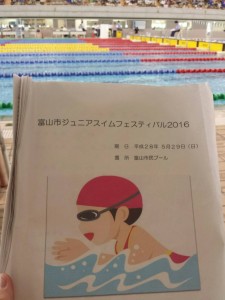 富山市ジュニアスイムフェスティバル2016
期 日 平成28年 5月29日（日）
場 所 富山市民プール